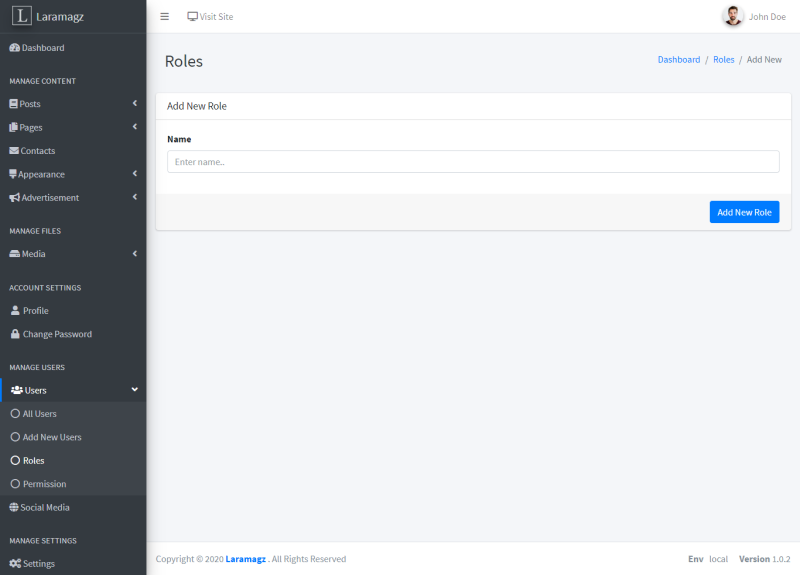 L Laramagz
Visit Site
John Doe
Dashboard
MANAGE CONTENT
Posts
Pages
Contacts
Appearance
Advertisement
MANAGE FILES
Media
ACCOUNT SETTINGS
Profile
Change Password
MANAGE USERS
Users
All Users
Add New Users
Roles
Permission
Social Media
MANAGE SETTINGS
Settings
Roles
Dashboard / Roles / Add New
Add New Role
Name
Enter name..
Add New Role
Copyright © 2020 Laramagz . All Rights Reserved
Env local Version 1.0.2